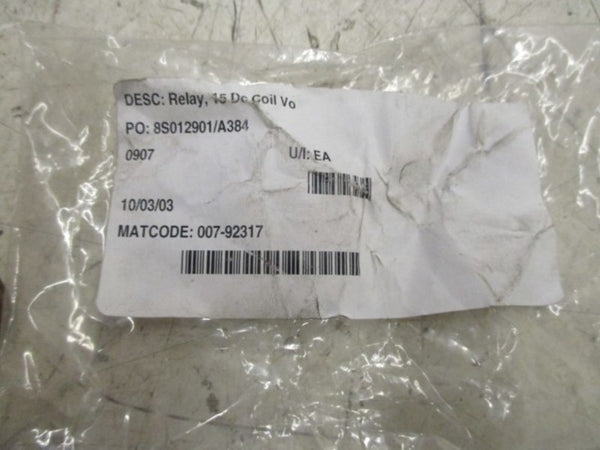 DESC: Relay, 15 Dc Coil Vo
PO: 8S012901/A384
0907 U/I: EA
10/03/03
MATCODE: 007-92317